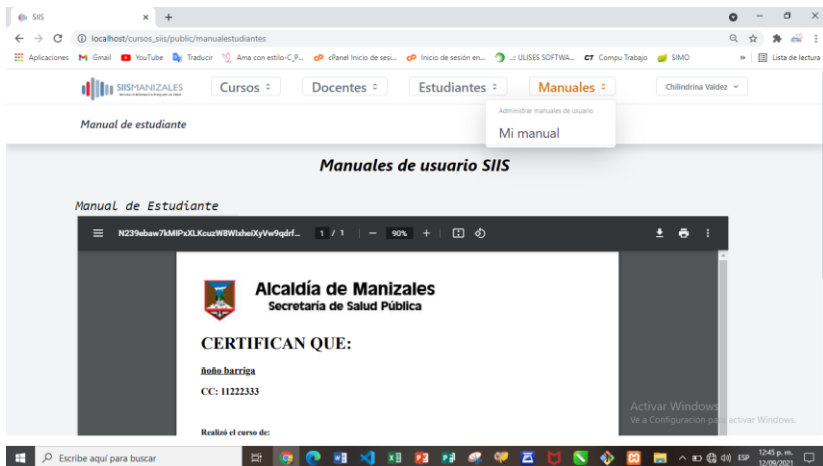 SIIS
localhost/cursos_siis/public/manualestudiantes
Aplicaciones Gmail YouTube Traducir Ama con estilo-C_P... cPanel Inicio de sesi... Inicio de sesión en... ..:: ULISES SOFTWA... CT Compu Trabajo SIMO » Lista de lectura
SIISMANIZALES Cursos Docentes Estudiantes Manuales Chilindrina Valdez
Administrar manuales de usuario
Manual de estudiante
Mi manual
Manuales de usuario SIIS
Manual de Estudiante
N239ebaw7kMIPxXLKcuzW8WIxheiXyVw9qdrf... 1 / 1 90%
Alcaldía de Manizales
Secretaría de Salud Pública
CERTIFICAN QUE:
ñoño barriga
CC: 11222333
Realizó el curso de:
Activar Windows
Ve a Configuración para activar Windows.
Escribe aquí para buscar
ESP
12:45 p. m.
12/09/2021